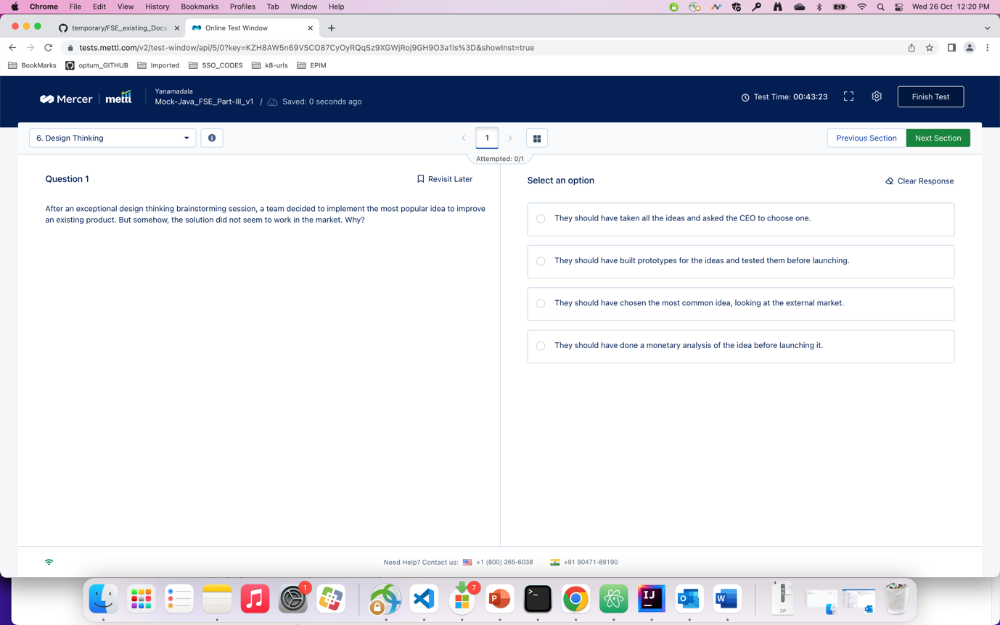 Chrome File Edit View History Bookmarks Profiles Tab Window Help Wed 26 Oct 12:20 PM
temporary/FSE_existing_Docs Online Test Window
tests.mettl.com/v2/test-window/api/5/0?key=KZH8AW5n69VSCO87CyOyRQqSz9XGWjRoj9GH9O3a1Is%3D&showInst=true
BookMarks optum_GITHUB Imported SSO_CODES k8-urls EPIM
Mercer mettl
Yanamadala
Mock-Java_FSE_Part-III_v1 / Saved: 0 seconds ago
Test Time: 00:43:23
Finish Test
6. Design Thinking
1
Attempted: 0/1
Previous Section Next Section
Question 1
Revisit Later
After an exceptional design thinking brainstorming session, a team decided to implement the most popular idea to improve
an existing product. But somehow, the solution did not seem to work in the market. Why?
Select an option
Clear Response
They should have taken all the ideas and asked the CEO to choose one.
They should have built prototypes for the ideas and tested them before launching.
They should have chosen the most common idea, looking at the external market.
They should have done a monetary analysis of the idea before launching it.
Need Help? Contact us: +1 (800) 265-6038 +91 80471-89190
1
7
P
>_
IJ
O
W
ZIP